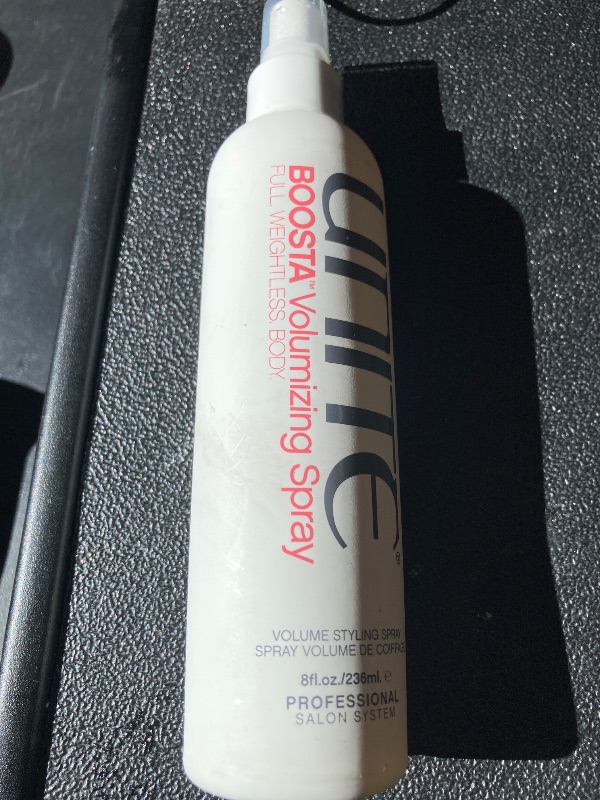 unite®
BOOSTA™ Volumizing Spray
FULL. WEIGHTLESS. BODY.
VOLUME STYLING SPRAY
SPRAY VOLUME DE COIFFAGE
8fl.oz./236ml. ℮
PROFESSIONAL
SALON SYSTEM